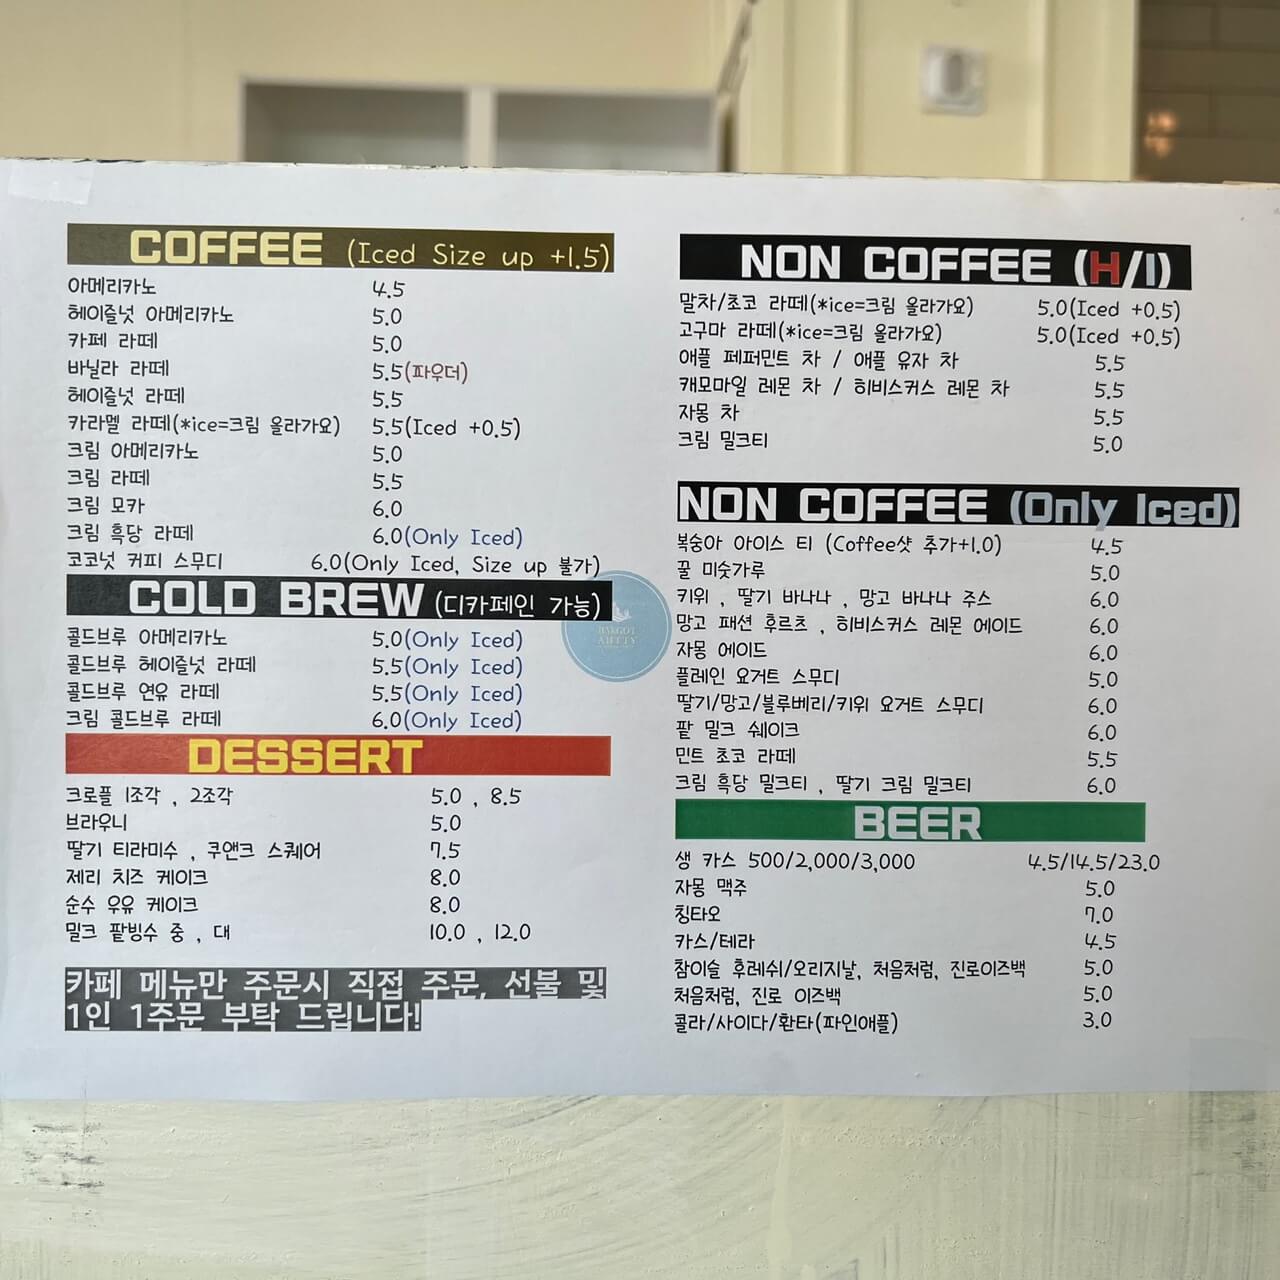 COFFEE (Iced Size up +1.5)
아메리카노 4.5
헤이즐넛 아메리카노 5.0
카페 라떼 5.0
바닐라 라떼 5.5(파우더)
헤이즐넛 라떼 5.5
카라멜 라떼(*ice=크림 올라가요) 5.5(Iced +0.5)
크림 아메리카노 5.0
크림 라떼 5.5
크림 모카 6.0
크림 흑당 라떼 6.0(Only Iced)
코코넛 커피 스무디 6.0(Only Iced, Size up 불가)
COLD BREW (디카페인 가능)
콜드브루 아메리카노 5.0(Only Iced)
콜드브루 헤이즐넛 라떼 5.5(Only Iced)
콜드브루 연유 라떼 5.5(Only Iced)
크림 콜드브루 라떼 6.0(Only Iced)
DESSERT
크로플 1조각 , 2조각 5.0 , 8.5
브라우니 5.0
딸기 티라미수 , 쿠앤크 스퀘어 7.5
제리 치즈 케이크 8.0
순수 우유 케이크 8.0
밀크 팥빙수 중 , 대 10.0 , 12.0
카페 메뉴만 주문시 직접 주문, 선불 및
1인 1주문 부탁 드립니다!
NON COFFEE (H/I)
말차/초코 라떼(*ice=크림 올라가요) 5.0(Iced +0.5)
고구마 라떼(*ice=크림 올라가요) 5.0(Iced +0.5)
애플 페퍼민트 차 / 애플 유자 차 5.5
캐모마일 레몬 차 / 히비스커스 레몬 차 5.5
자몽 차 5.5
크림 밀크티 5.0
NON COFFEE (Only Iced)
복숭아 아이스 티 (Coffee샷 추가+1.0) 4.5
꿀 미숫가루 5.0
키위 , 딸기 바나나 , 망고 바나나 주스 6.0
망고 패션 후르츠 , 히비스커스 레몬 에이드 6.0
자몽 에이드 6.0
플레인 요거트 스무디 5.0
딸기/망고/블루베리/키위 요거트 스무디 6.0
팥 밀크 쉐이크 6.0
민트 초코 라떼 5.5
크림 흑당 밀크티 , 딸기 크림 밀크티 6.0
BEER
생 카스 500/2,000/3,000 4.5/14.5/23.0
자몽 맥주 5.0
칭타오 7.0
카스/테라 4.5
참이슬 후레쉬/오리지날, 처음처럼, 진로이즈백 5.0
처음처럼, 진로 이즈백 5.0
콜라/사이다/환타(파인애플) 3.0